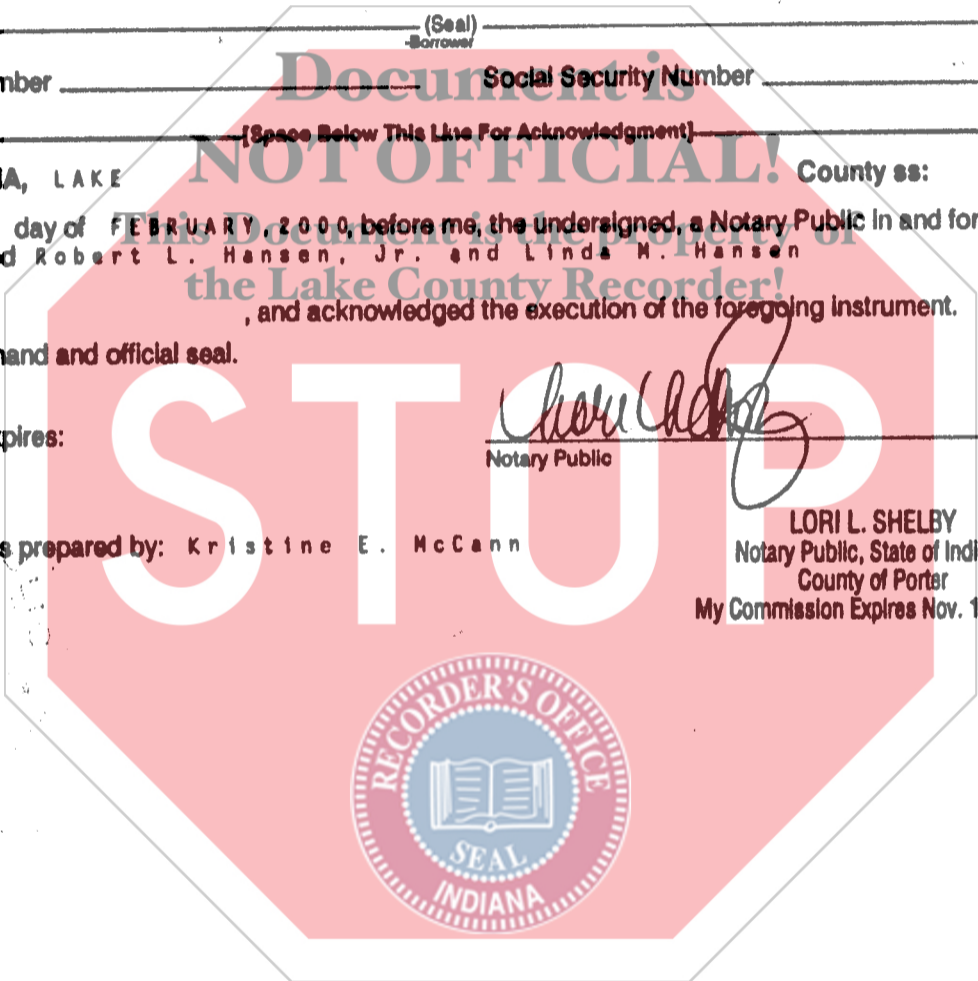 (Seal)
-Borrower
mber Social Security Number
Document is
[Space Below This Line For Acknowledgment]
NOT OFFICIAL!
A, LAKE County ss:
day of FEBRUARY, 2000, before me, the undersigned, a Notary Public in and for
This Document is the property of
d Robert L. Hansen, Jr. and Linda M. Hansen
the Lake County Recorder!
, and acknowledged the execution of the foregoing instrument.
hand and official seal.
STOP
pires:
Notary Public
LORI L. SHELBY
s prepared by: Kristine E. McCann
Notary Public, State of Indi
County of Porter
My Commission Expires Nov. 1
RECORDER'S OFFICE
SEAL
INDIANA